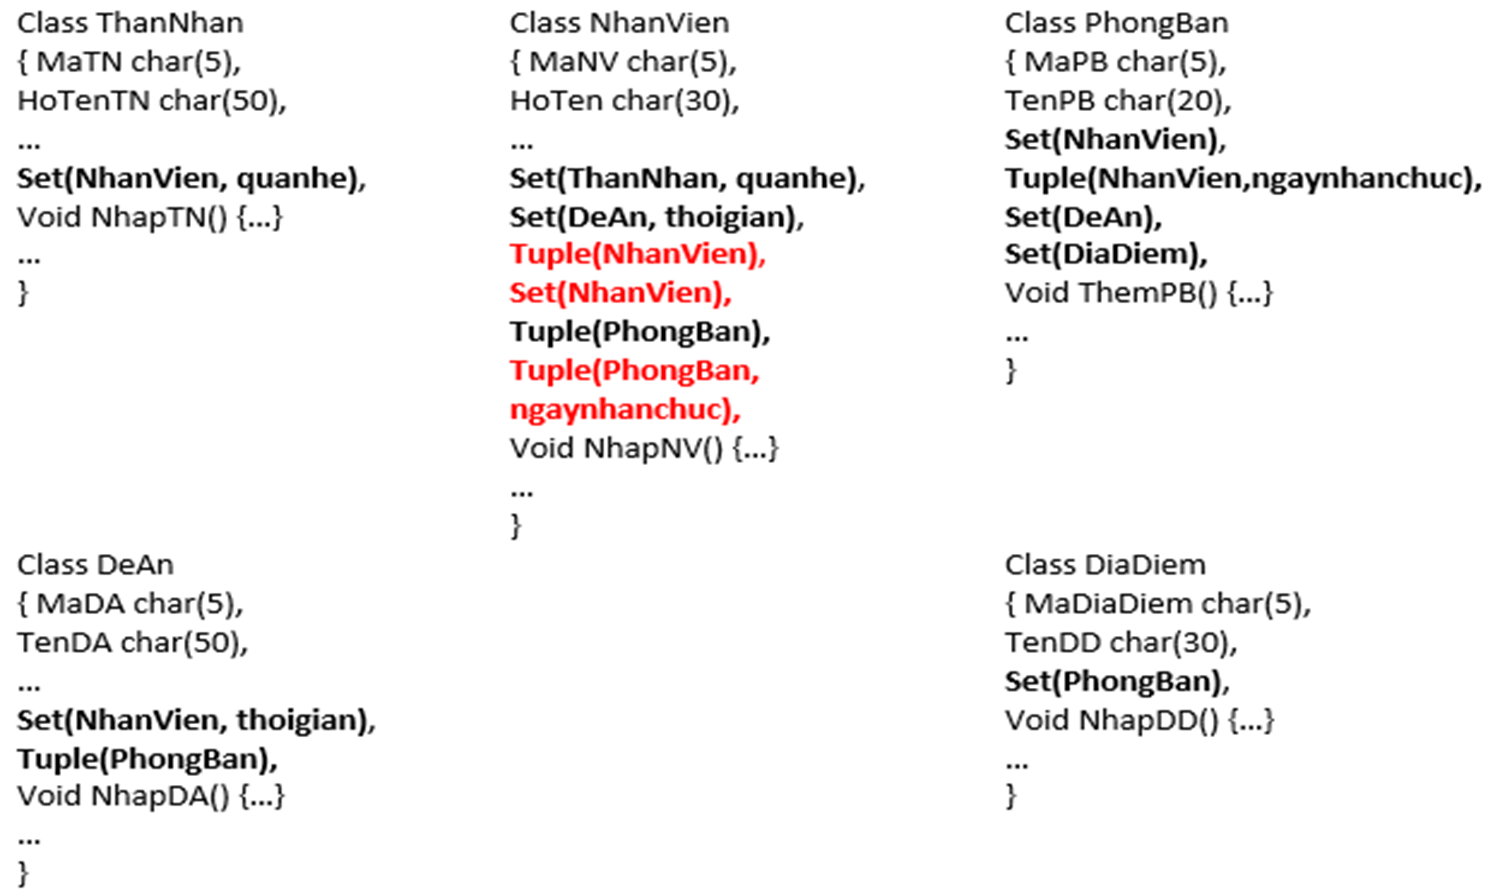 Class ThanNhan
{ MaTN char(5),
HoTenTN char(50),
...
Set(NhanVien, quanhe),
Void NhapTN() {...}
...
}
Class NhanVien
{ MaNV char(5),
HoTen char(30),
...
Set(ThanNhan, quanhe),
Set(DeAn, thoigian),
Tuple(NhanVien),
Set(NhanVien),
Tuple(PhongBan),
Tuple(PhongBan,
ngaynhanchuc),
Void NhapNV() {...}
...
}
Class PhongBan
{ MaPB char(5),
TenPB char(20),
Set(NhanVien),
Tuple(NhanVien,ngaynhanchuc),
Set(DeAn),
Set(DiaDiem),
Void ThemPB() {...}
...
}
Class DeAn
{ MaDA char(5),
TenDA char(50),
...
Set(NhanVien, thoigian),
Tuple(PhongBan),
Void NhapDA() {...}
...
}
Class DiaDiem
{ MaDiaDiem char(5),
TenDD char(30),
Set(PhongBan),
Void NhapDD() {...}
...
}